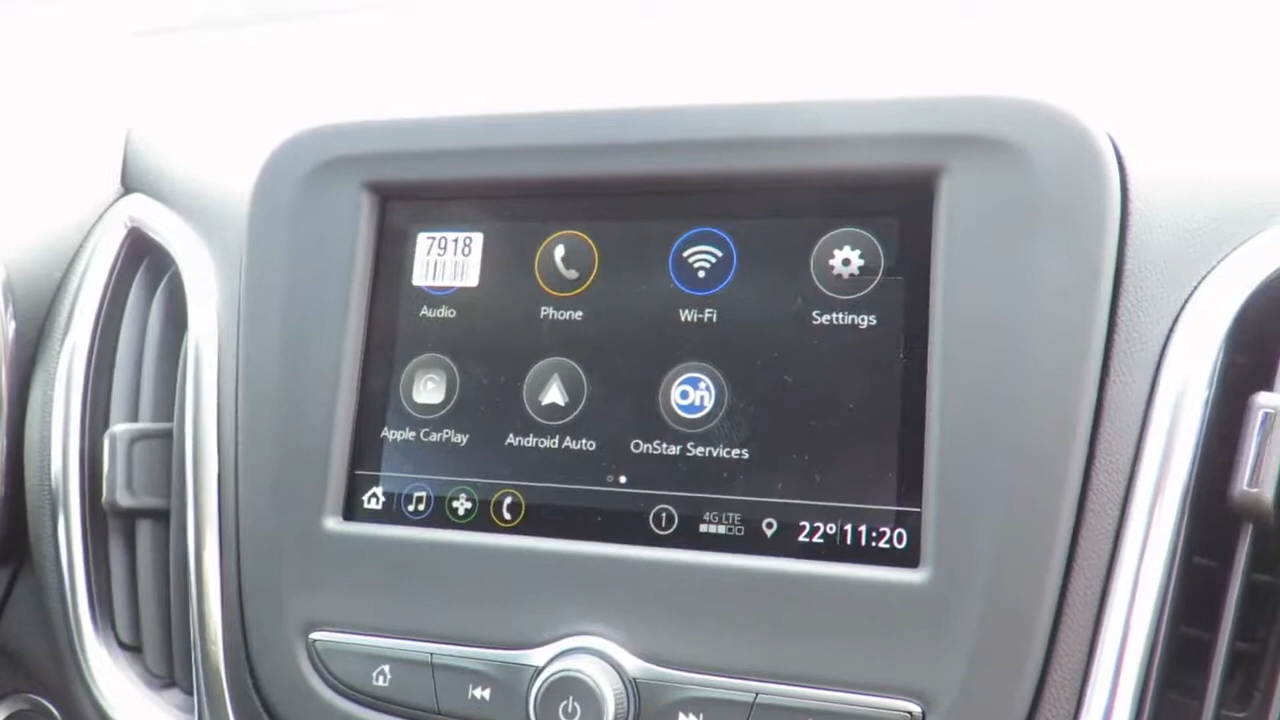 7918
Audio
Phone
Wi-Fi
Settings
Apple CarPlay
Android Auto
On
OnStar Services
1
4G LTE
22° 11:20